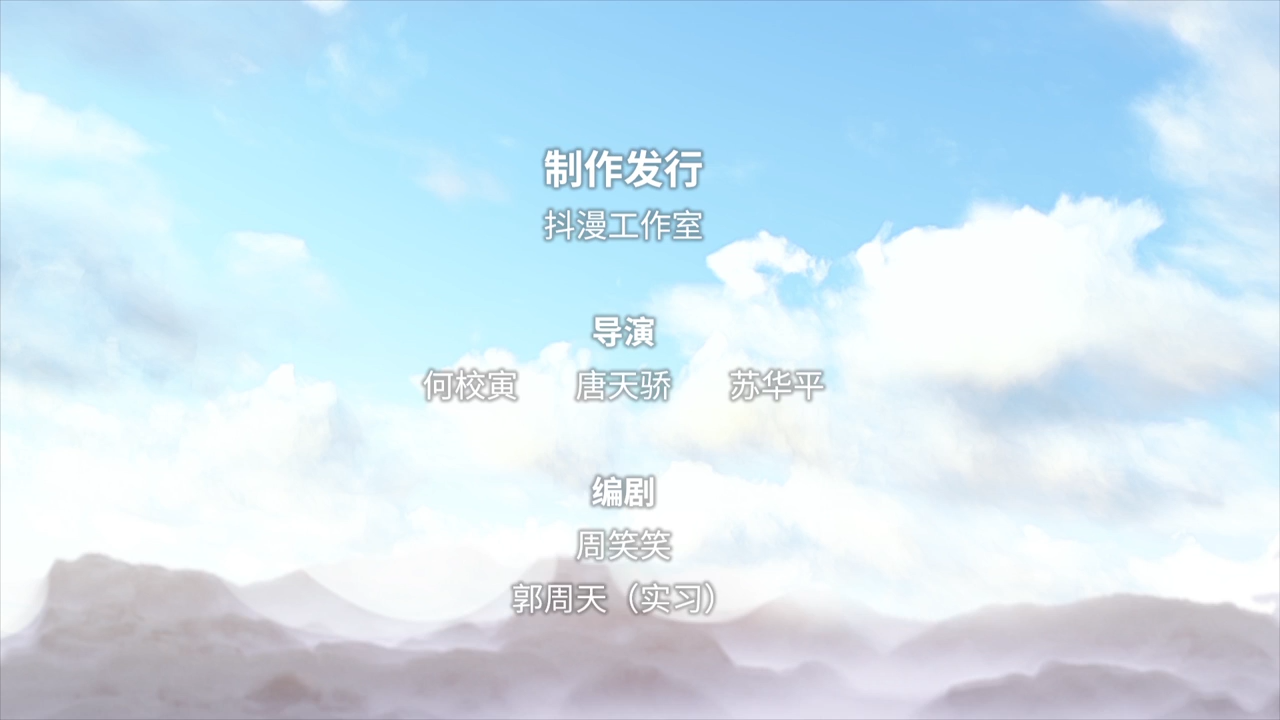 制作发行
抖漫工作室
导演
何校寅 唐天骄 苏华平
编剧
周笑笑
郭周天（实习）